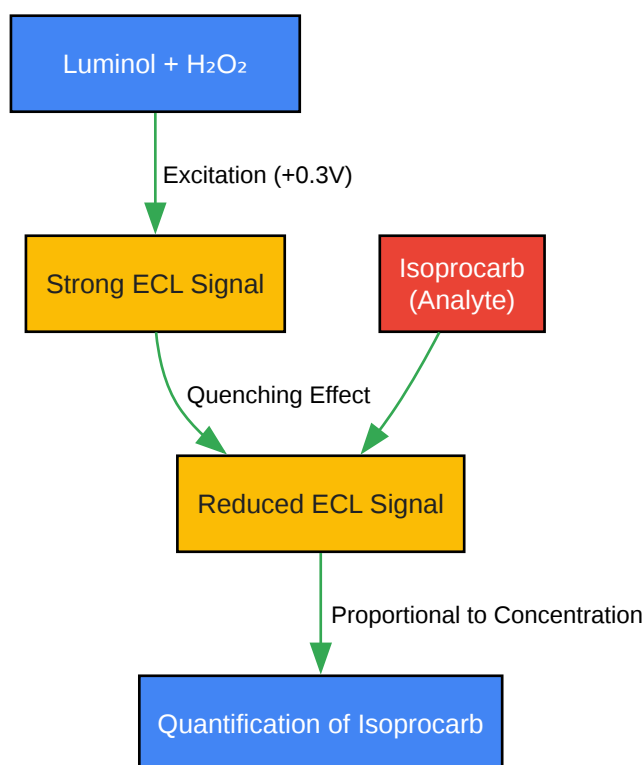 Luminol + H₂O₂
Excitation (+0.3V)
Strong ECL Signal
Isoprocarb
(Analyte)
Quenching Effect
Reduced ECL Signal
Proportional to Concentration
Quantification of Isoprocarb